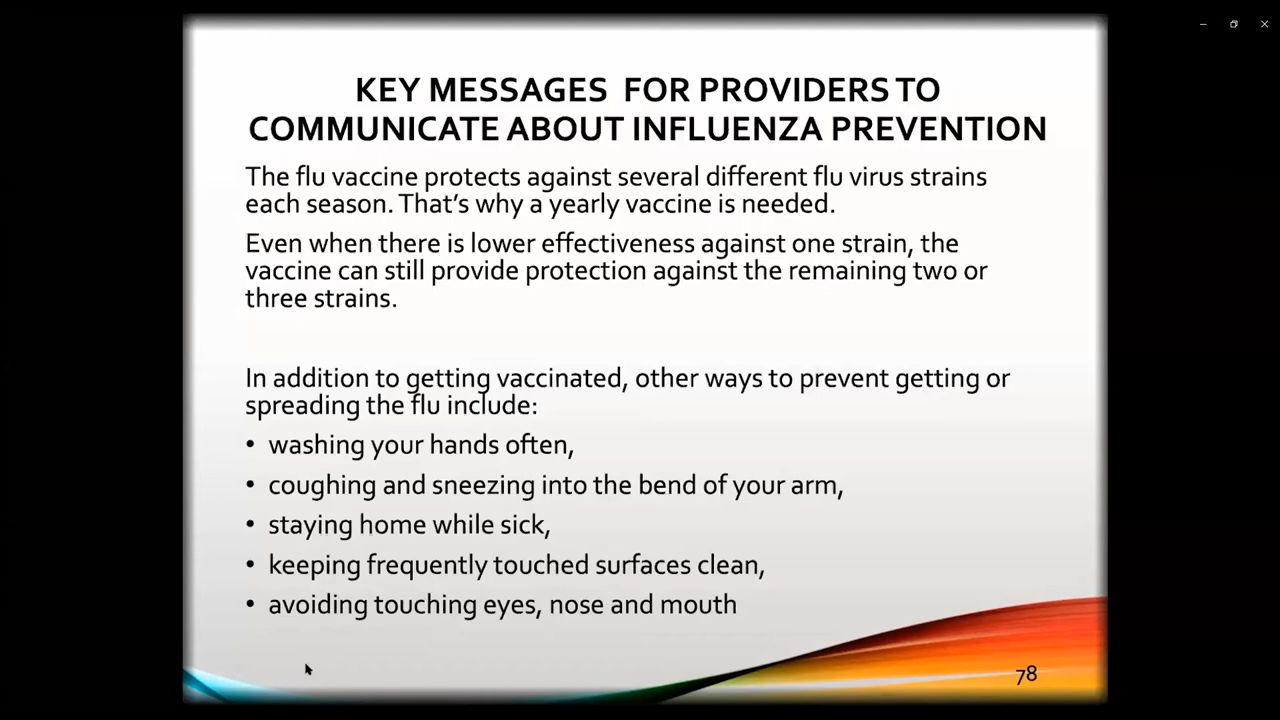 KEY MESSAGES FOR PROVIDERS TO
COMMUNICATE ABOUT INFLUENZA PREVENTION
The flu vaccine protects against several different flu virus strains
each season. That's why a yearly vaccine is needed.
Even when there is lower effectiveness against one strain, the
vaccine can still provide protection against the remaining two or
three strains.
In addition to getting vaccinated, other ways to prevent getting or
spreading the flu include:
• washing your hands often,
• coughing and sneezing into the bend of your arm,
• staying home while sick,
• keeping frequently touched surfaces clean,
• avoiding touching eyes, nose and mouth
78